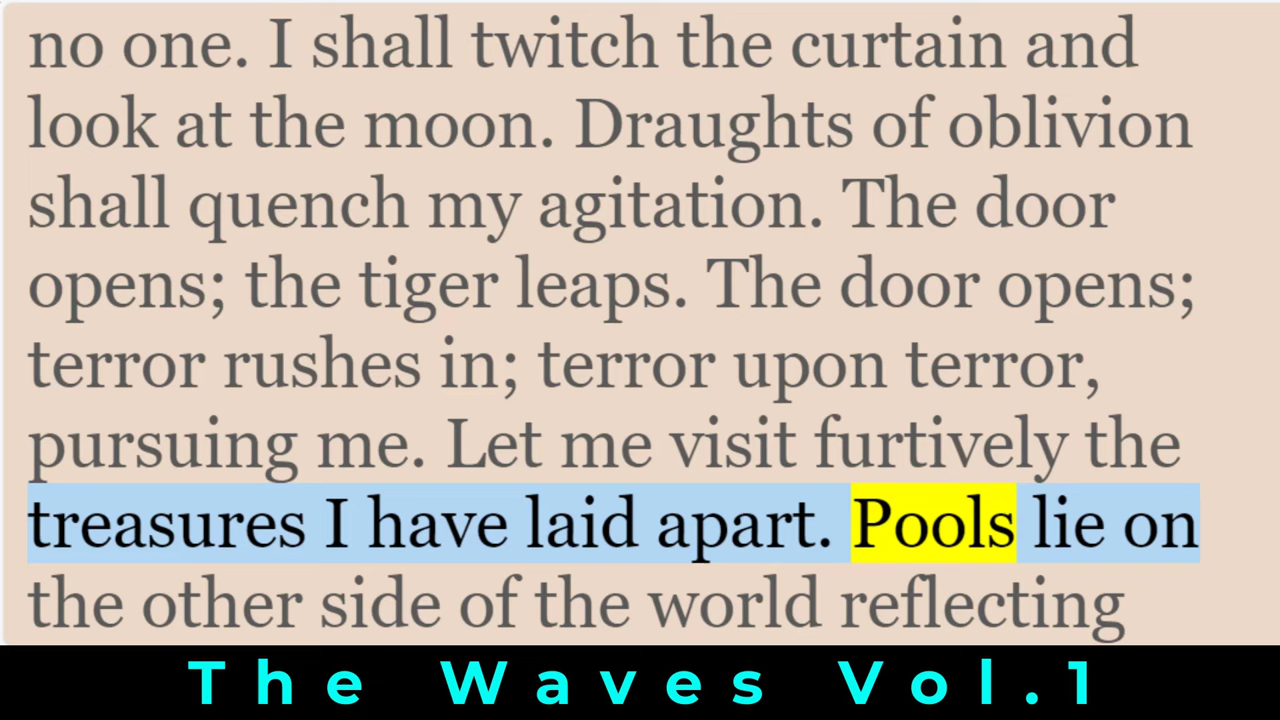 no one. I shall twitch the curtain and
look at the moon. Draughts of oblivion
shall quench my agitation. The door
opens; the tiger leaps. The door opens;
terror rushes in; terror upon terror,
pursuing me. Let me visit furtively the
treasures I have laid apart. Pools lie on
the other side of the world reflecting
The Waves Vol.1